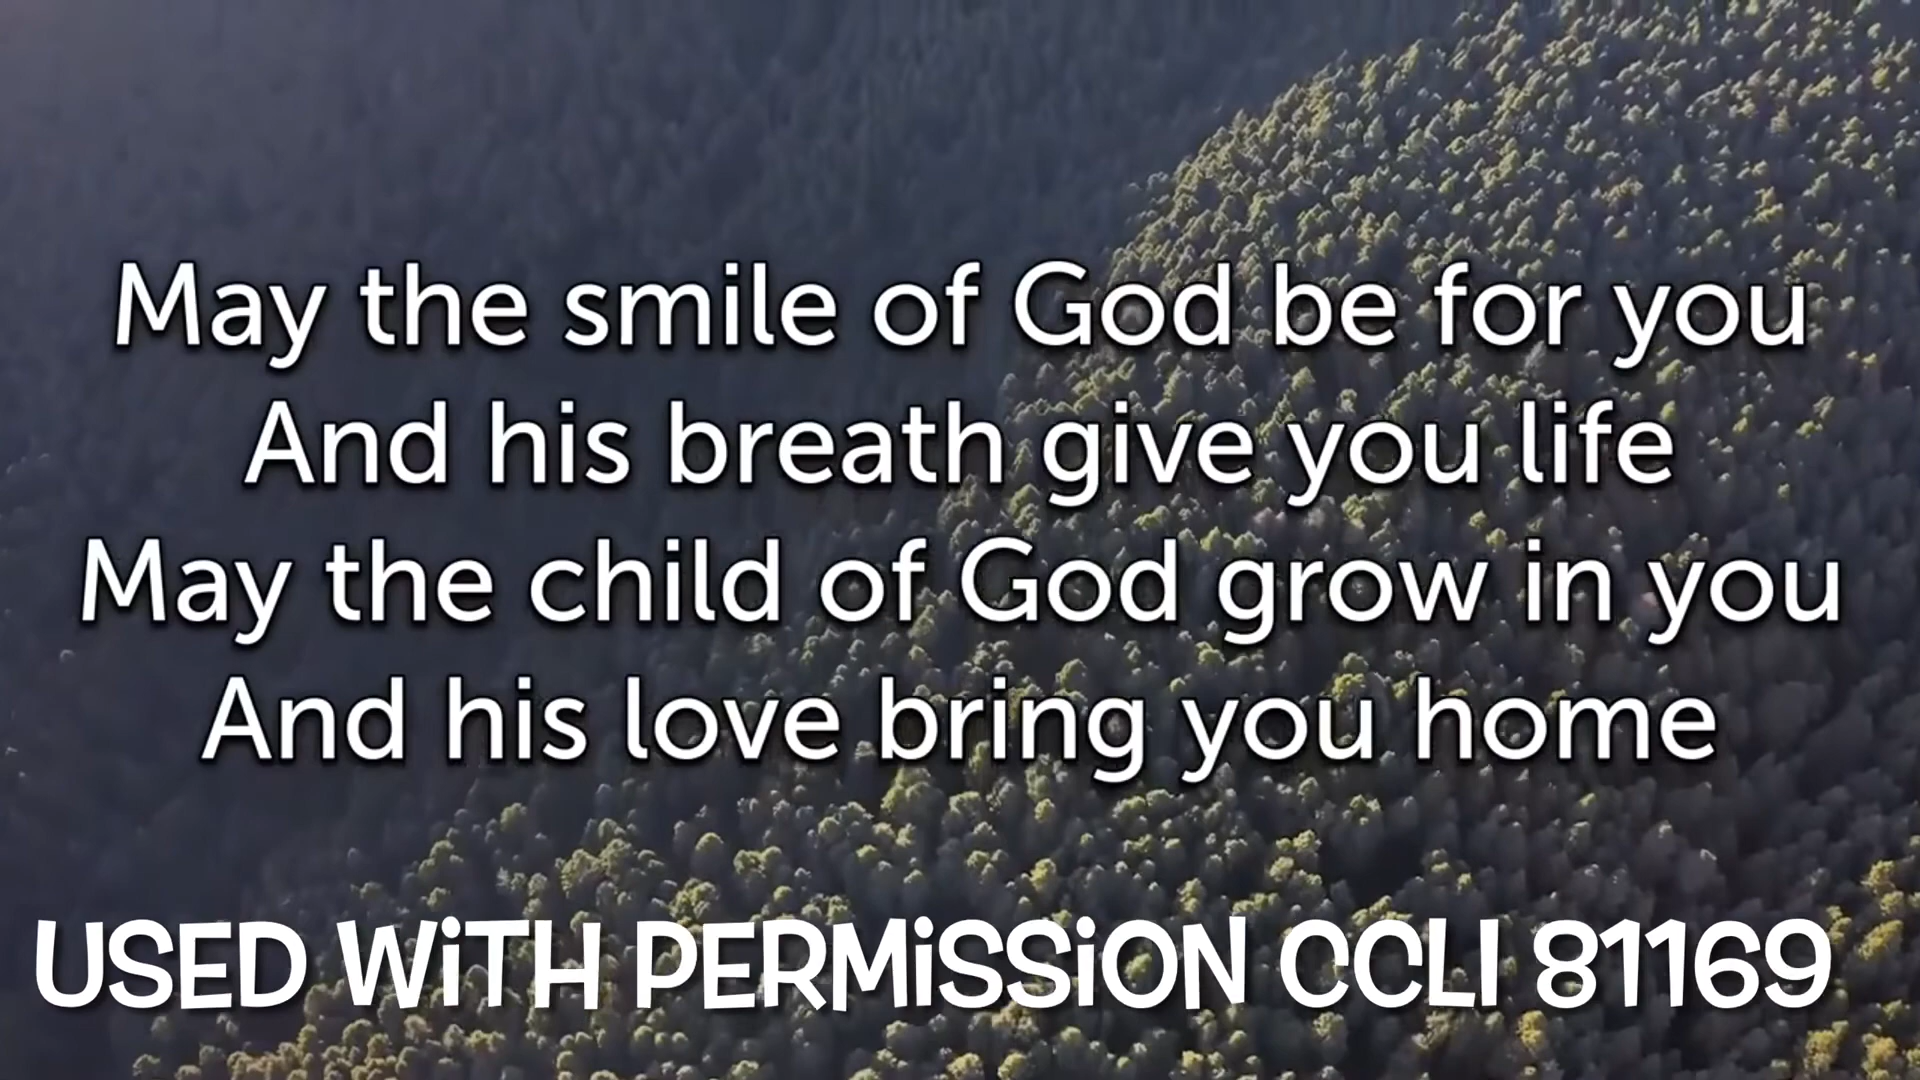 May the smile of God be for you
And his breath give you life
May the child of God grow in you
And his love bring you home
USED WiTH PERMiSSiON CCLI 81169